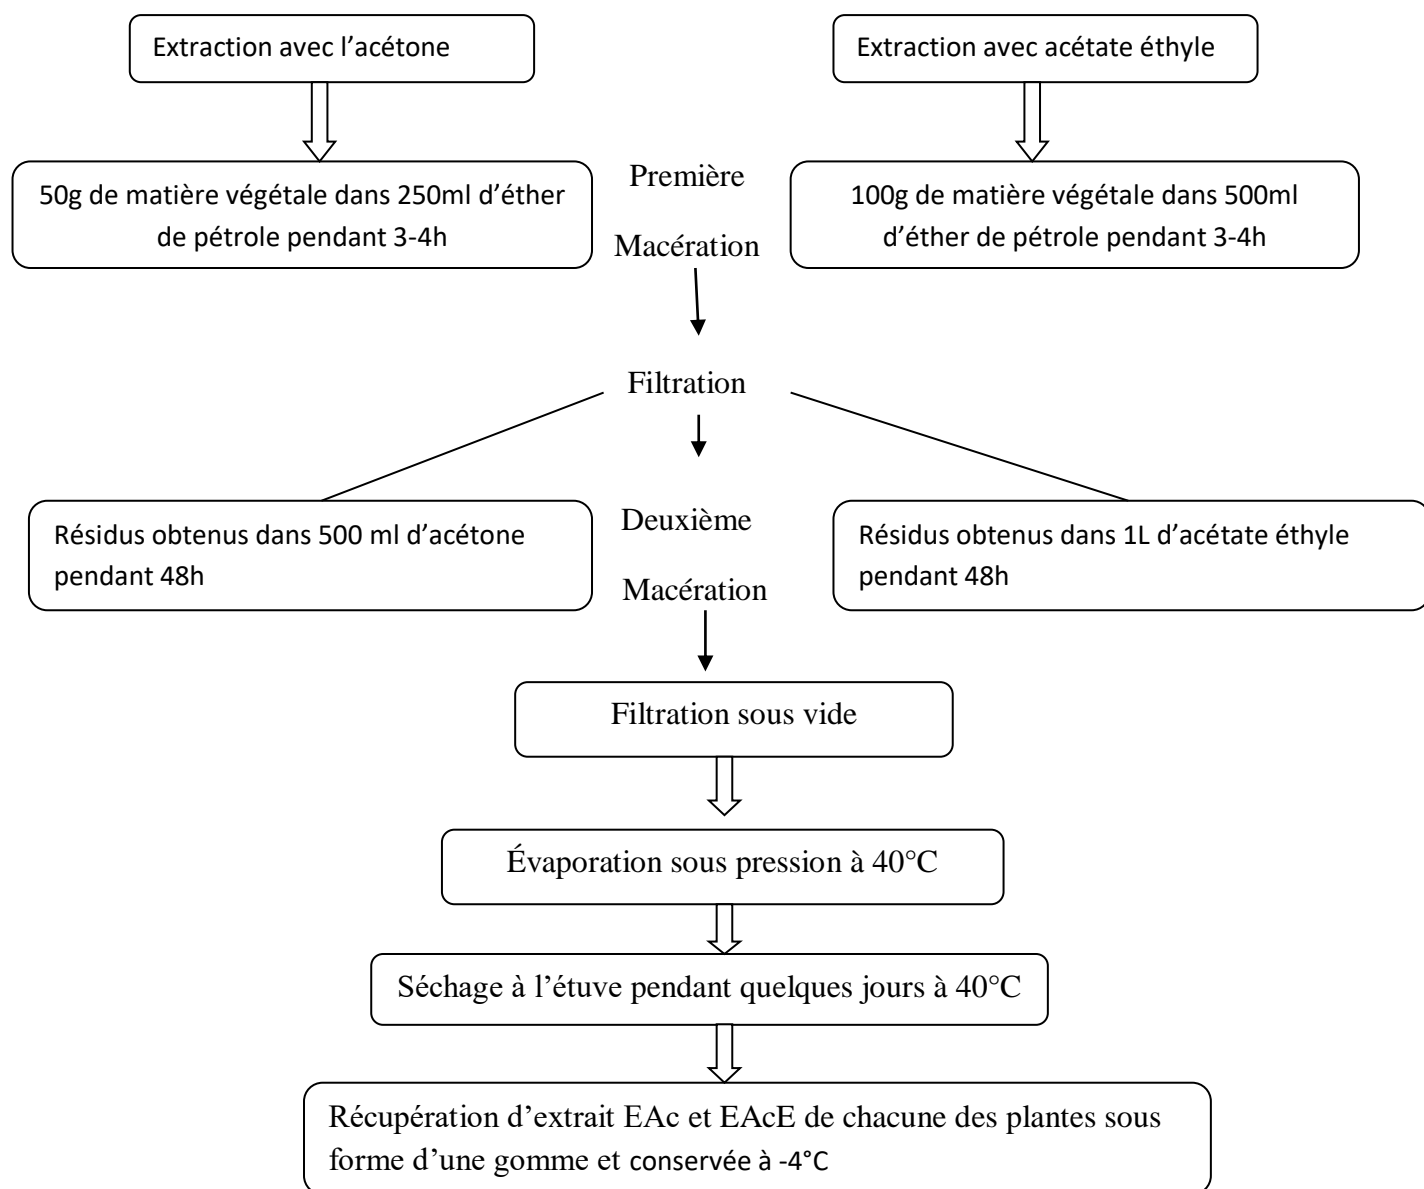 Extraction avec l’acétone
Extraction avec acétate éthyle
50g de matière végétale dans 250ml d’éther
de pétrole pendant 3-4h
Première
Macération
100g de matière végétale dans 500ml
d’éther de pétrole pendant 3-4h
Filtration
Résidus obtenus dans 500 ml d’acétone
pendant 48h
Deuxième
Macération
Résidus obtenus dans 1L d’acétate éthyle
pendant 48h
Filtration sous vide
Évaporation sous pression à 40°C
Séchage à l’étuve pendant quelques jours à 40°C
Récupération d’extrait EAc et EAcE de chacune des plantes sous
forme d’une gomme et conservée à -4°C